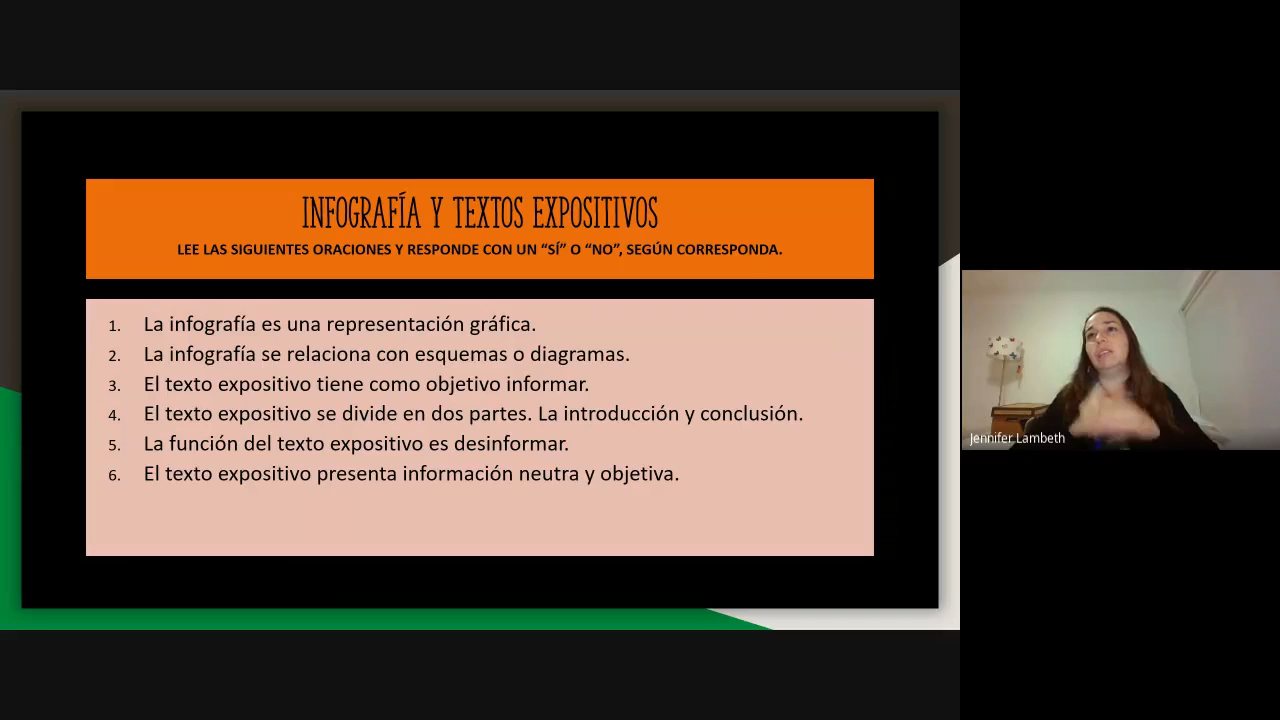 INFOGRAFÍA Y TEXTOS EXPOSITIVOS
LEE LAS SIGUIENTES ORACIONES Y RESPONDE CON UN “SÍ” O “NO”, SEGÚN CORRESPONDA.
1. La infografía es una representación gráfica.
2. La infografía se relaciona con esquemas o diagramas.
3. El texto expositivo tiene como objetivo informar.
4. El texto expositivo se divide en dos partes. La introducción y conclusión.
5. La función del texto expositivo es desinformar.
6. El texto expositivo presenta información neutra y objetiva.
Jennifer Lambeth